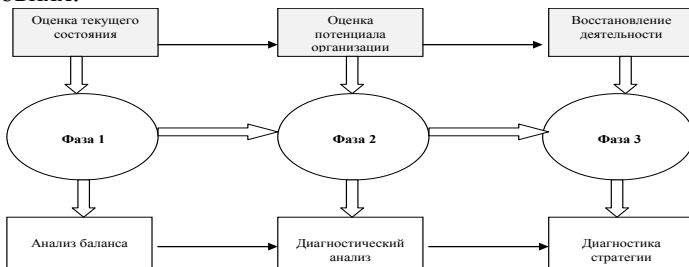 Оценка текущего
состояния
Оценка
потенциала
организации
Восстановление
деятельности
Фаза 1
Фаза 2
Фаза 3
Анализ баланса
Диагностический
анализ
Диагностика
стратегии